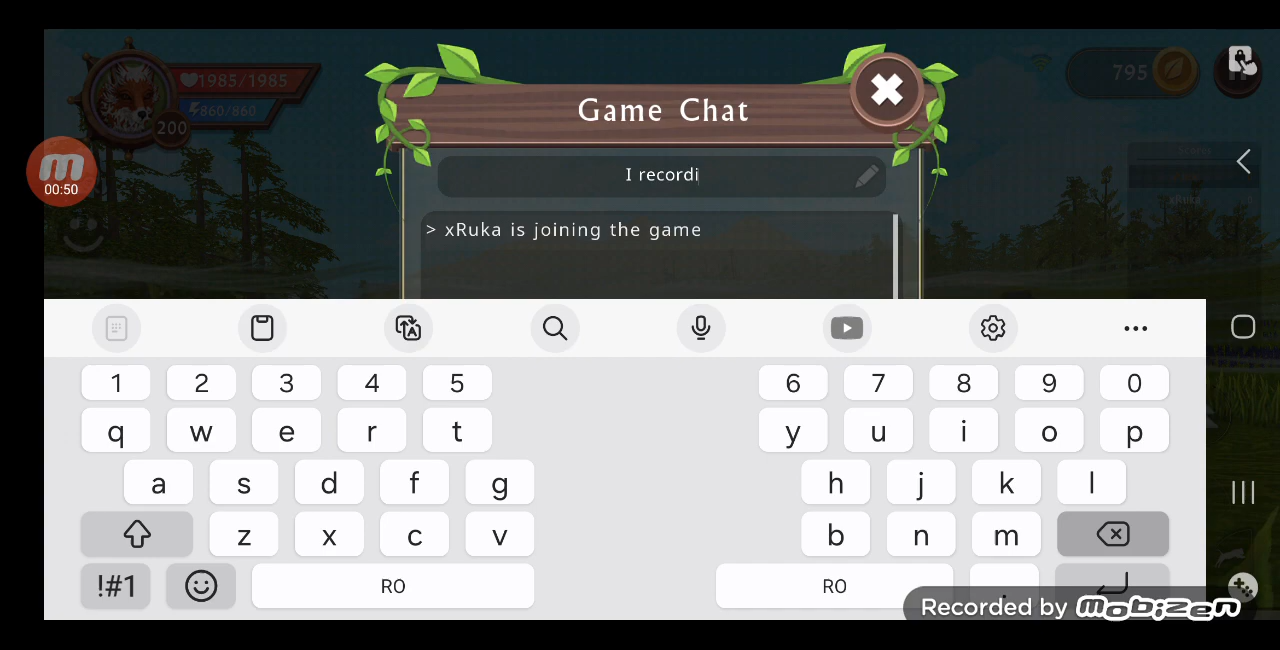 1985/1985
860/860
200
795
Game Chat
I recordi
> xRuka is joining the game
xRuka
00:50
1 2 3 4 5 6 7 8 9 0
q w e r t y u i o p
a s d f g h j k l
z x c v b n m
!#1 RO RO .
Recorded by mobizen